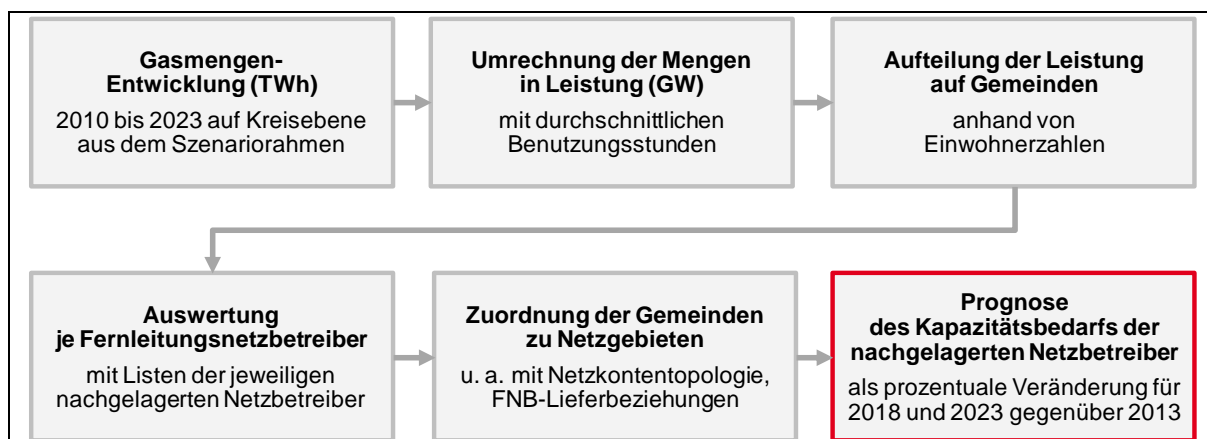 Gasmengen-
Entwicklung (TWh)
2010 bis 2023 auf Kreisebene
aus dem Szenariorahmen
Umrechnung der Mengen
in Leistung (GW)
mit durchschnittlichen
Benutzungsstunden
Aufteilung der Leistung
auf Gemeinden
anhand von
Einwohnerzahlen
Auswertung
je Fernleitungsnetzbetreiber
mit Listen der jeweiligen
nachgelagerten Netzbetreiber
Zuordnung der Gemeinden
zu Netzgebieten
u. a. mit Netzkontentopologie,
FNB-Lieferbeziehungen
Prognose
des Kapazitätsbedarfs der
nachgelagerten Netzbetreiber
als prozentuale Veränderung für
2018 und 2023 gegenüber 2013